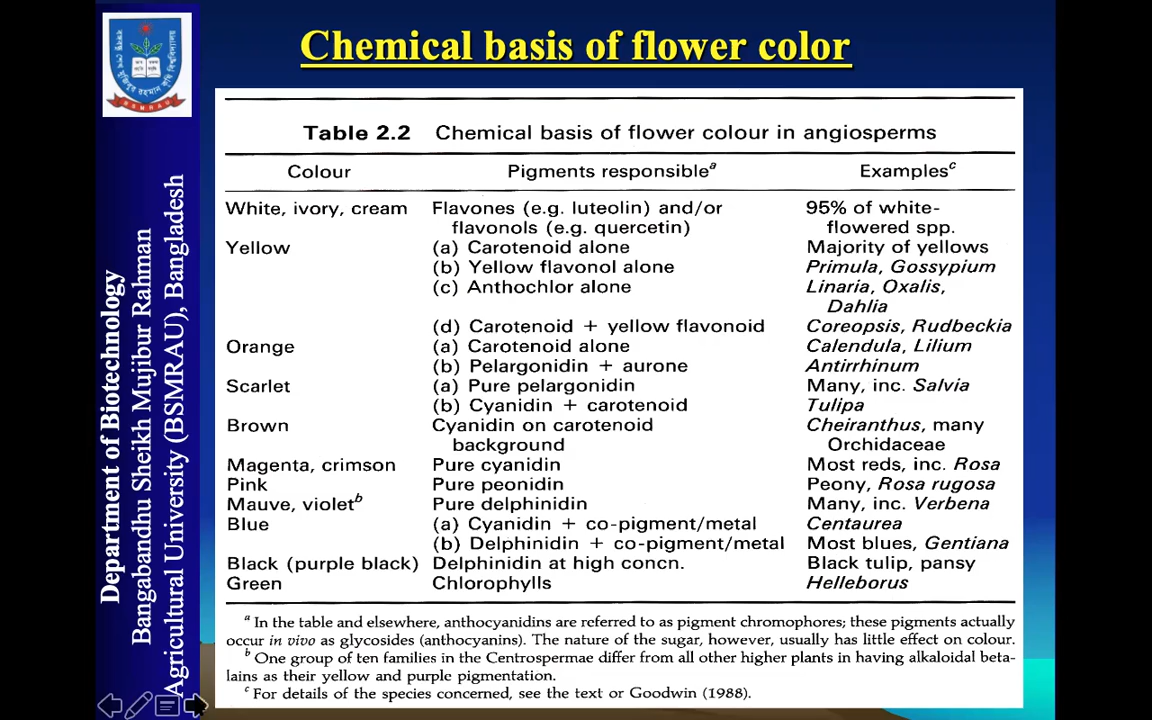 Chemical basis of flower color
Department of Biotechnology
Bangabandhu Sheikh Mujibur Rahman
Agricultural University (BSMRAU), Bangladesh
BSMRAU
Table 2.2 Chemical basis of flower colour in angiosperms
Colour Pigments responsible^a Examples^c
White, ivory, cream Flavones (e.g. luteolin) and/or 95% of white-
flavonols (e.g. quercetin) flowered spp.
Yellow (a) Carotenoid alone Majority of yellows
(b) Yellow flavonol alone Primula, Gossypium
(c) Anthochlor alone Linaria, Oxalis,
Dahlia
(d) Carotenoid + yellow flavonoid Coreopsis, Rudbeckia
Orange (a) Carotenoid alone Calendula, Lilium
(b) Pelargonidin + aurone Antirrhinum
Scarlet (a) Pure pelargonidin Many, inc. Salvia
(b) Cyanidin + carotenoid Tulipa
Brown Cyanidin on carotenoid Cheiranthus, many
background Orchidaceae
Magenta, crimson Pure cyanidin Most reds, inc. Rosa
Pink Pure peonidin Peony, Rosa rugosa
Mauve, violet^b Pure delphinidin Many, inc. Verbena
Blue (a) Cyanidin + co-pigment/metal Centaurea
(b) Delphinidin + co-pigment/metal Most blues, Gentiana
Black (purple black) Delphinidin at high concn. Black tulip, pansy
Green Chlorophylls Helleborus
^a In the table and elsewhere, anthocyanidins are referred to as pigment chromophores; these pigments actually
occur in vivo as glycosides (anthocyanins). The nature of the sugar, however, usually has little effect on colour.
^b One group of ten families in the Centrospermae differ from all other higher plants in having alkaloidal beta-
lains as their yellow and purple pigmentation.
^c For details of the species concerned, see the text or Goodwin (1988).